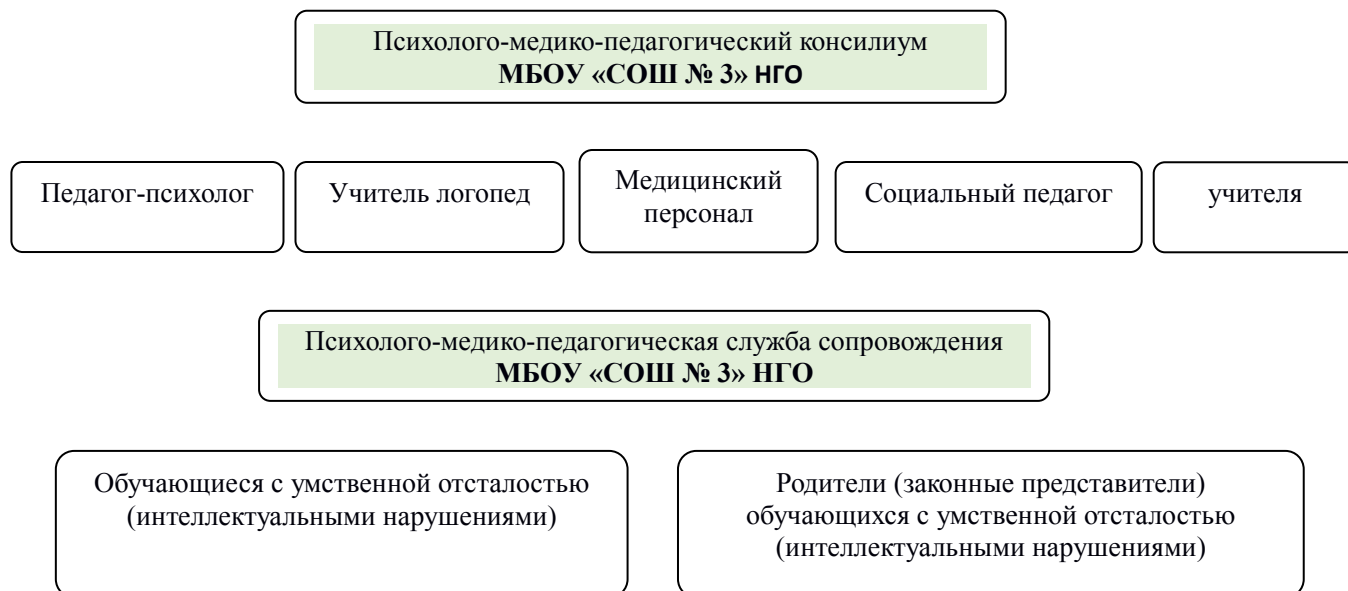 Психолого-медико-педагогический консилиум
МБОУ «СОШ № 3» НГО
Педагог-психолог
Учитель логопед
Медицинский
персонал
Социальный педагог
учителя
Психолого-медико-педагогическая служба сопровождения
МБОУ «СОШ № 3» НГО
Обучающиеся с умственной отсталостью
(интеллектуальными нарушениями)
Родители (законные представители)
обучающихся с умственной отсталостью
(интеллектуальными нарушениями)